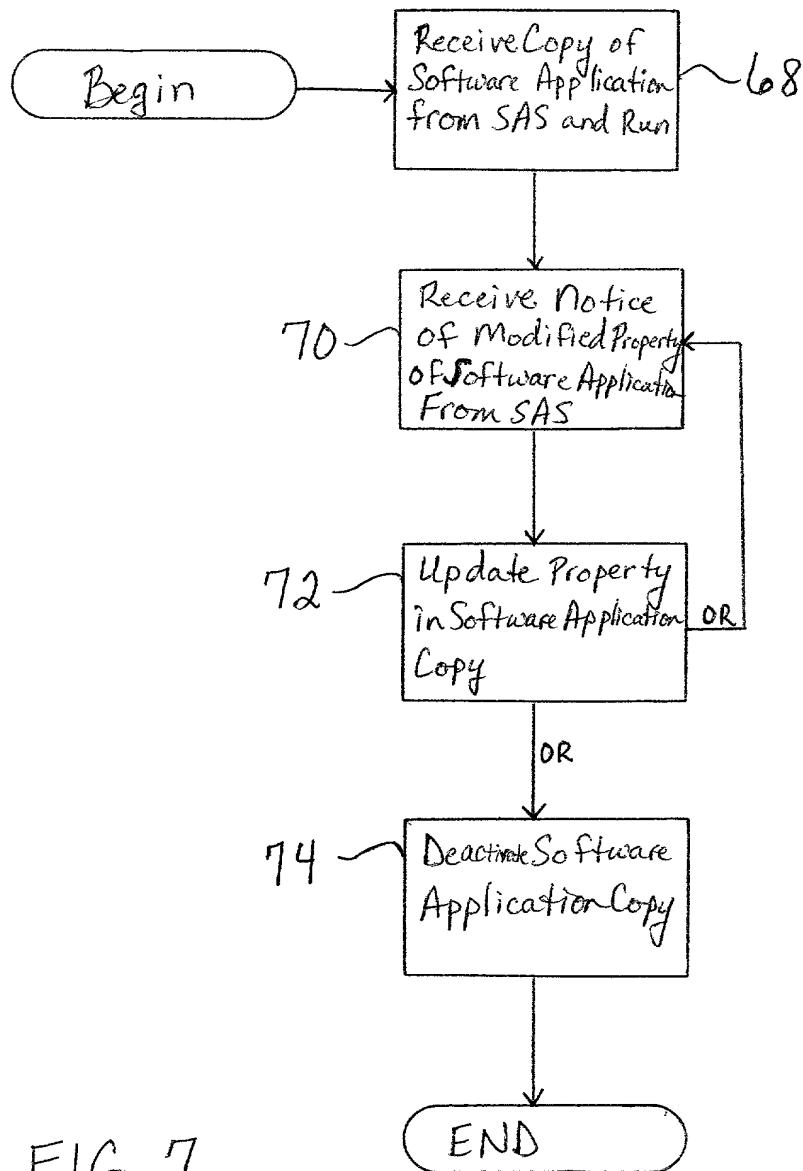 Begin
Receive Copy of
Software Application
from SAS and Run
68
70
Receive Notice
of Modified Property
of Software Application
From SAS
72
Update Property
in Software Application
Copy
OR
OR
74
Deactivate Software
Application Copy
END
FIG. 7